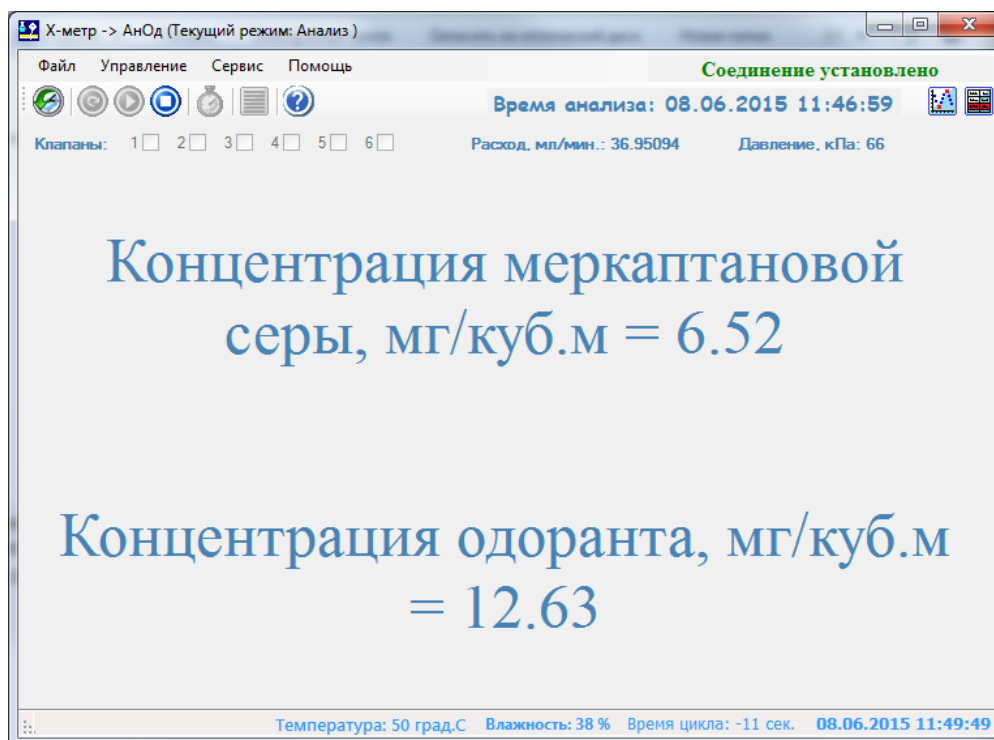 X-метр -> АнОд (Текущий режим: Анализ )
Файл Управление Сервис Помощь
Соединение установлено
Время анализа: 08.06.2015 11:46:59
Клапаны: 1 2 3 4 5 6 Расход, мл/мин.: 36.95094 Давление, кПа: 66
Концентрация меркаптановой
серы, мг/куб.м = 6.52
Концентрация одоранта, мг/куб.м
= 12.63
Температура: 50 град.С Влажность: 38 % Время цикла: -11 сек. 08.06.2015 11:49:49